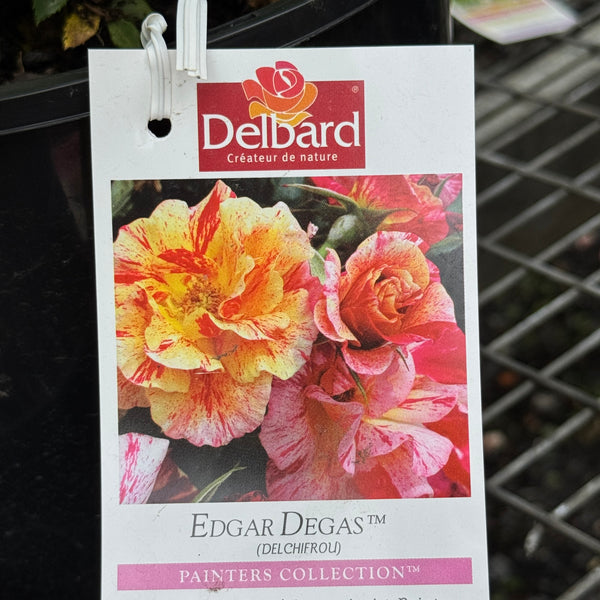 Delbard®
Créateur de nature
EDGAR DEGAS™
(DELCHIFROU)
PAINTERS COLLECTION™